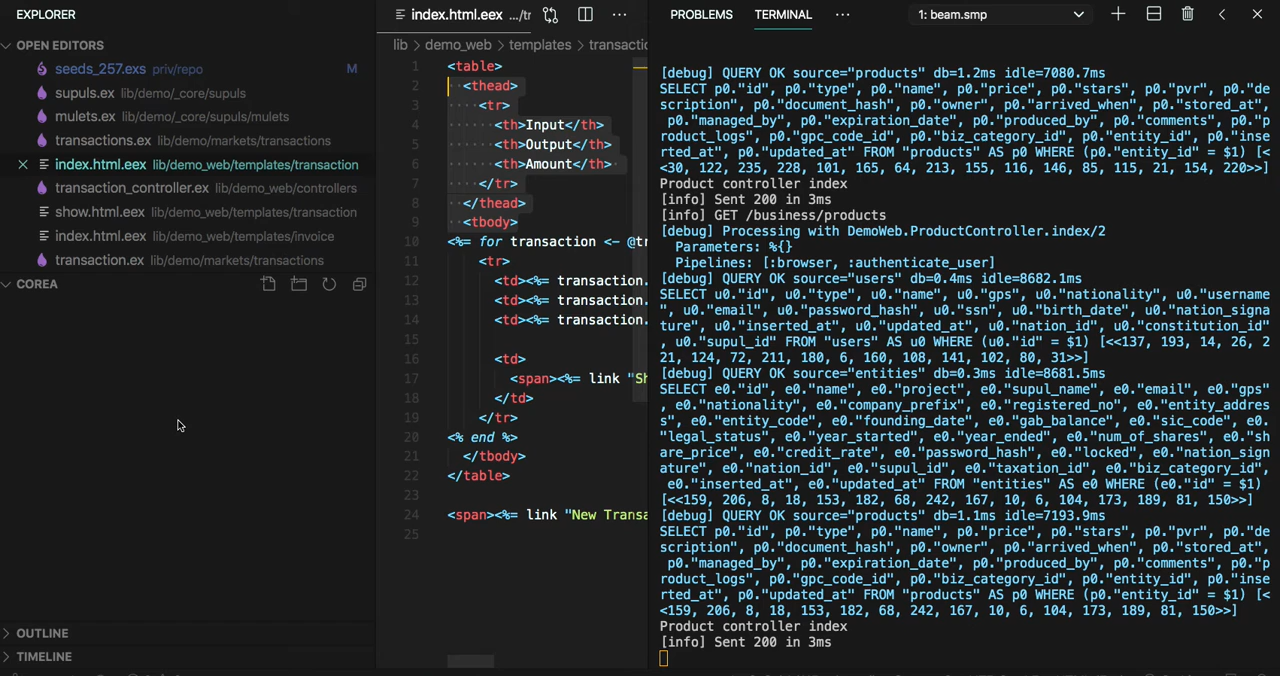 EXPLORER
OPEN EDITORS
seeds_257.exs priv/repo M
supuls.ex lib/demo/_core/supuls
mulets.ex lib/demo/_core/supuls/mulets
transactions.ex lib/demo/markets/transactions
index.html.eex lib/demo_web/templates/transaction
transaction_controller.ex lib/demo_web/controllers
show.html.eex lib/demo_web/templates/transaction
index.html.eex lib/demo_web/templates/invoice
transaction.ex lib/demo/markets/transactions
COREA
OUTLINE
TIMELINE
index.html.eex .../tr
lib > demo_web > templates > transactic
1 <table>
2 <thead>
3 <tr>
4 <th>Input</th>
5 <th>Output</th>
6 <th>Amount</th>
7 </tr>
8 </thead>
9 <tbody>
10 <%= for transaction <- @tr
11 <tr>
12 <td><%= transaction.
13 <td><%= transaction.
14 <td><%= transaction.
15
16 <td>
17 <span><%= link "Sh
18 </td>
19 </tr>
20 <% end %>
21 </tbody>
22 </table>
23
24 <span><%= link "New Transa
25
PROBLEMS TERMINAL ... 1: beam.smp
[debug] QUERY OK source="products" db=1.2ms idle=7080.7ms
SELECT p0."id", p0."type", p0."name", p0."price", p0."stars", p0."pvr", p0."de
scription", p0."document_hash", p0."owner", p0."arrived_when", p0."stored_at",
p0."managed_by", p0."expiration_date", p0."produced_by", p0."comments", p0."p
roduct_logs", p0."gpc_code_id", p0."biz_category_id", p0."entity_id", p0."inse
rted_at", p0."updated_at" FROM "products" AS p0 WHERE (p0."entity_id" = $1) [<
<30, 122, 235, 228, 101, 165, 64, 213, 155, 116, 146, 85, 115, 21, 154, 220>>]
Product controller index
[info] Sent 200 in 3ms
[info] GET /business/products
[debug] Processing with DemoWeb.ProductController.index/2
Parameters: %{}
Pipelines: [:browser, :authenticate_user]
[debug] QUERY OK source="users" db=0.4ms idle=8682.1ms
SELECT u0."id", u0."type", u0."name", u0."gps", u0."nationality", u0."username
", u0."email", u0."password_hash", u0."ssn", u0."birth_date", u0."nation_signa
ture", u0."inserted_at", u0."updated_at", u0."nation_id", u0."constitution_id"
, u0."supul_id" FROM "users" AS u0 WHERE (u0."id" = $1) [<<137, 193, 14, 26, 2
21, 124, 72, 211, 180, 6, 160, 108, 141, 102, 80, 31>>]
[debug] QUERY OK source="entities" db=0.3ms idle=8681.5ms
SELECT e0."id", e0."name", e0."project", e0."supul_name", e0."email", e0."gps"
, e0."nationality", e0."company_prefix", e0."registered_no", e0."entity_addres
s", e0."entity_code", e0."founding_date", e0."gab_balance", e0."sic_code", e0.
"legal_status", e0."year_started", e0."year_ended", e0."num_of_shares", e0."sh
are_price", e0."credit_rate", e0."password_hash", e0."locked", e0."nation_sign
ature", e0."nation_id", e0."supul_id", e0."taxation_id", e0."biz_category_id",
e0."inserted_at", e0."updated_at" FROM "entities" AS e0 WHERE (e0."id" = $1)
[<<159, 206, 8, 18, 153, 182, 68, 242, 167, 10, 6, 104, 173, 189, 81, 150>>]
[debug] QUERY OK source="products" db=1.1ms idle=7193.9ms
SELECT p0."id", p0."type", p0."name", p0."price", p0."stars", p0."pvr", p0."de
scription", p0."document_hash", p0."owner", p0."arrived_when", p0."stored_at",
p0."managed_by", p0."expiration_date", p0."produced_by", p0."comments", p0."p
roduct_logs", p0."gpc_code_id", p0."biz_category_id", p0."entity_id", p0."inse
rted_at", p0."updated_at" FROM "products" AS p0 WHERE (p0."entity_id" = $1) [<
<159, 206, 8, 18, 153, 182, 68, 242, 167, 10, 6, 104, 173, 189, 81, 150>>]
Product controller index
[info] Sent 200 in 3ms